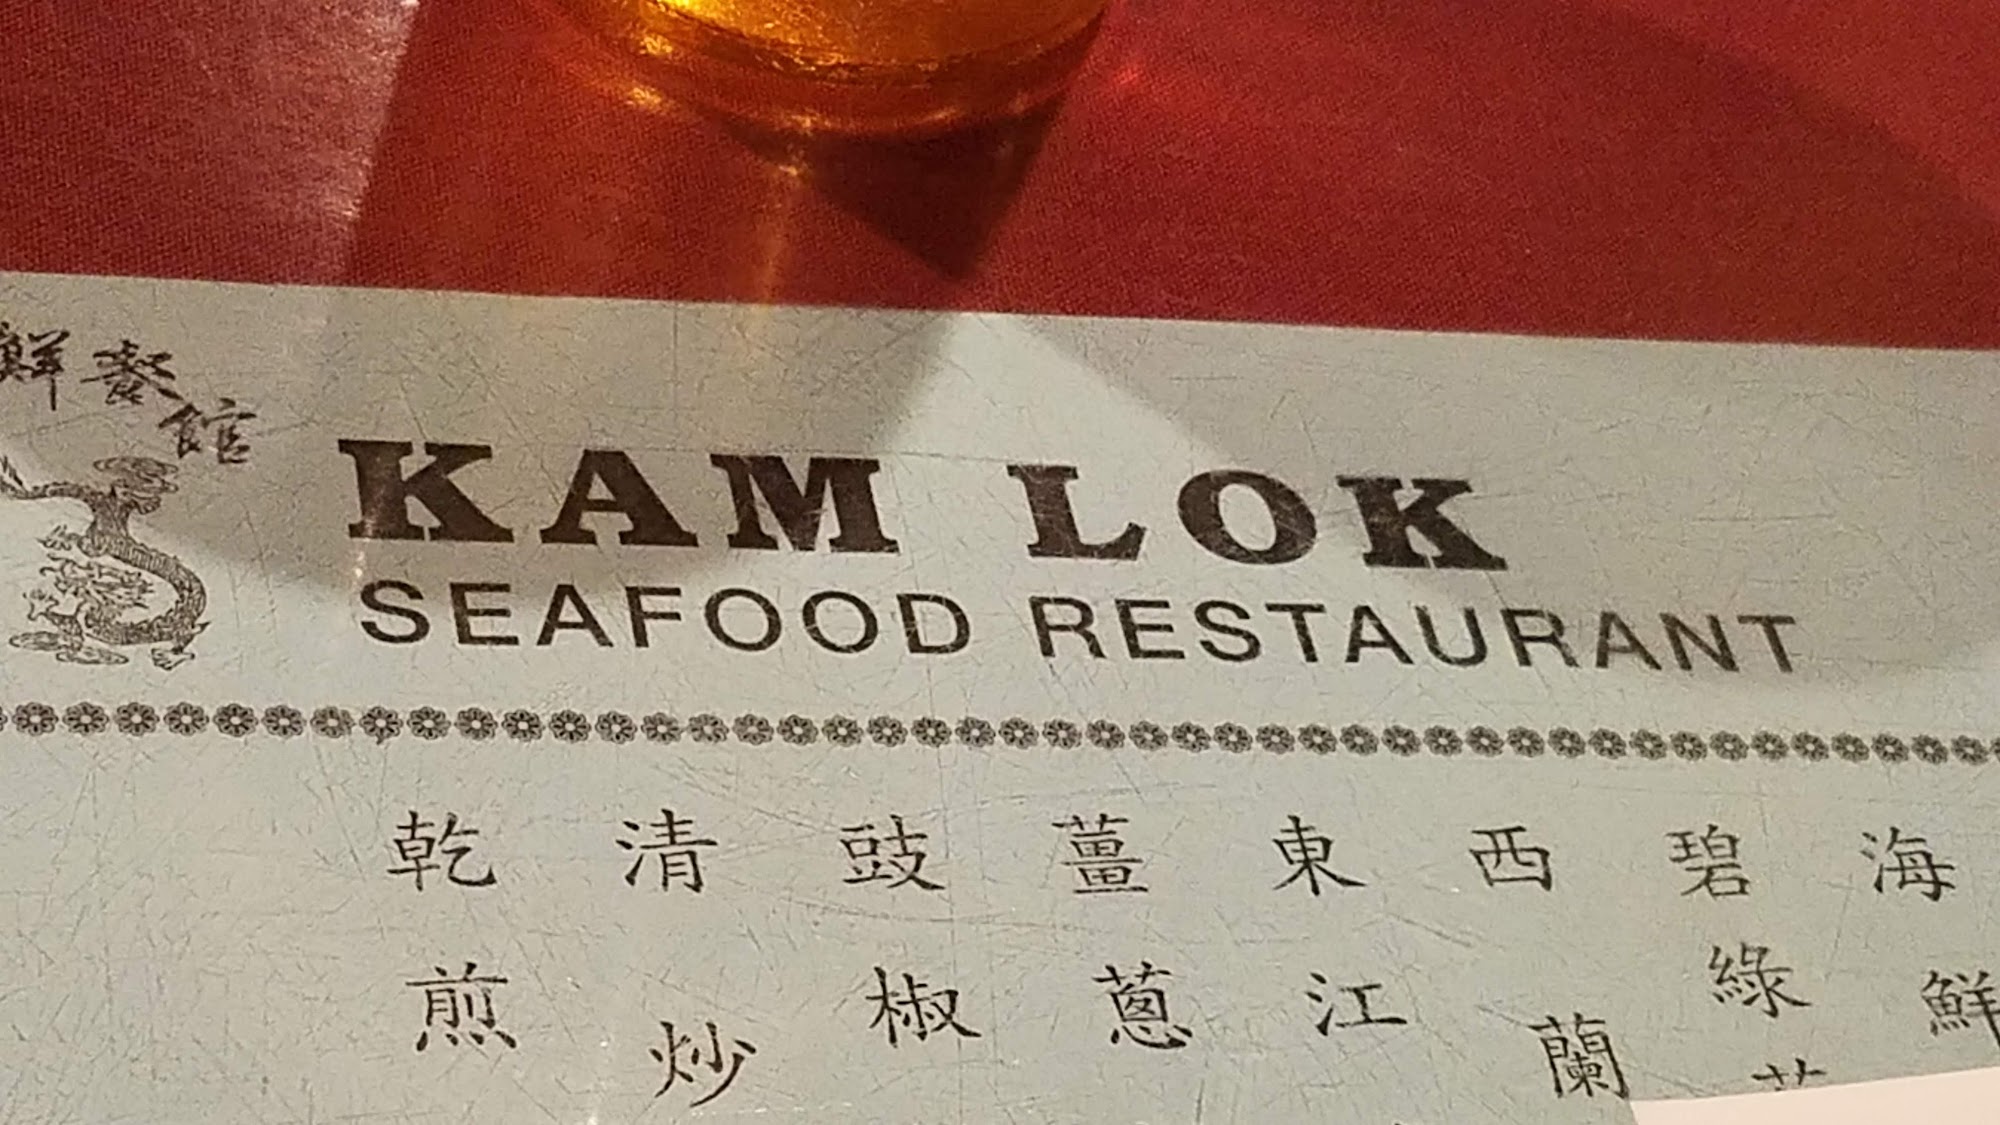 鮮餐館
KAM LOK
SEAFOOD RESTAURANT
乾 清 豉 薑 東 西 碧 海
煎 炒 椒 蔥 江 蘭 綠 鮮